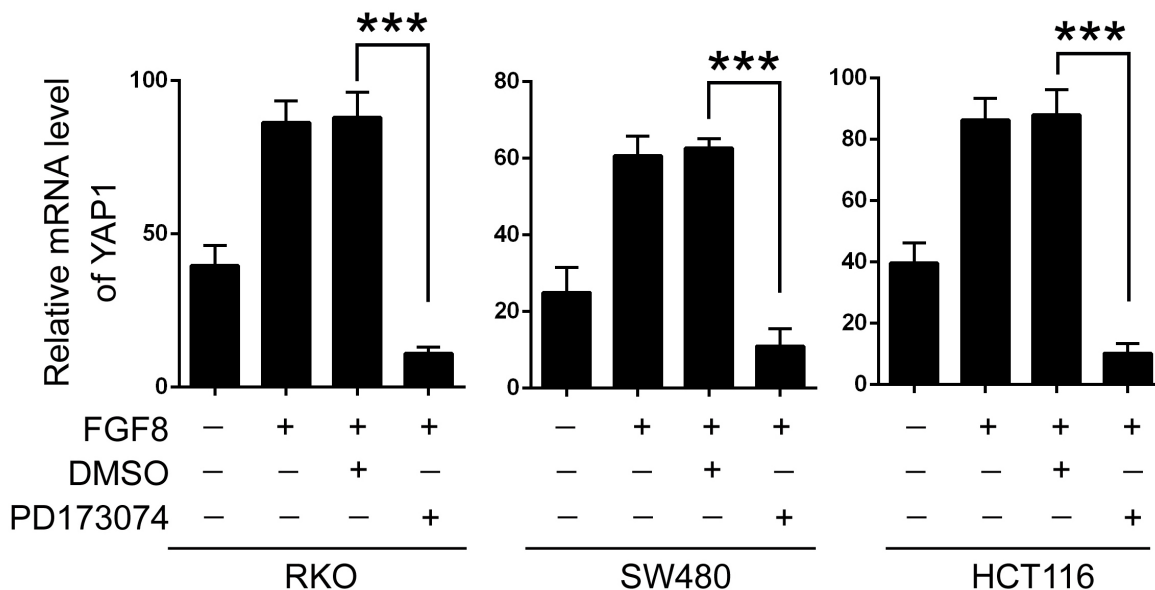 Relative mRNA level
of YAP1
***
100
50
0
***
80
60
40
20
0
***
100
80
60
40
20
0
FGF8 — + + + — + + + — + + +
DMSO — — + — — — + — — — + —
PD173074 — — — + — — — + — — — +
RKO SW480 HCT116